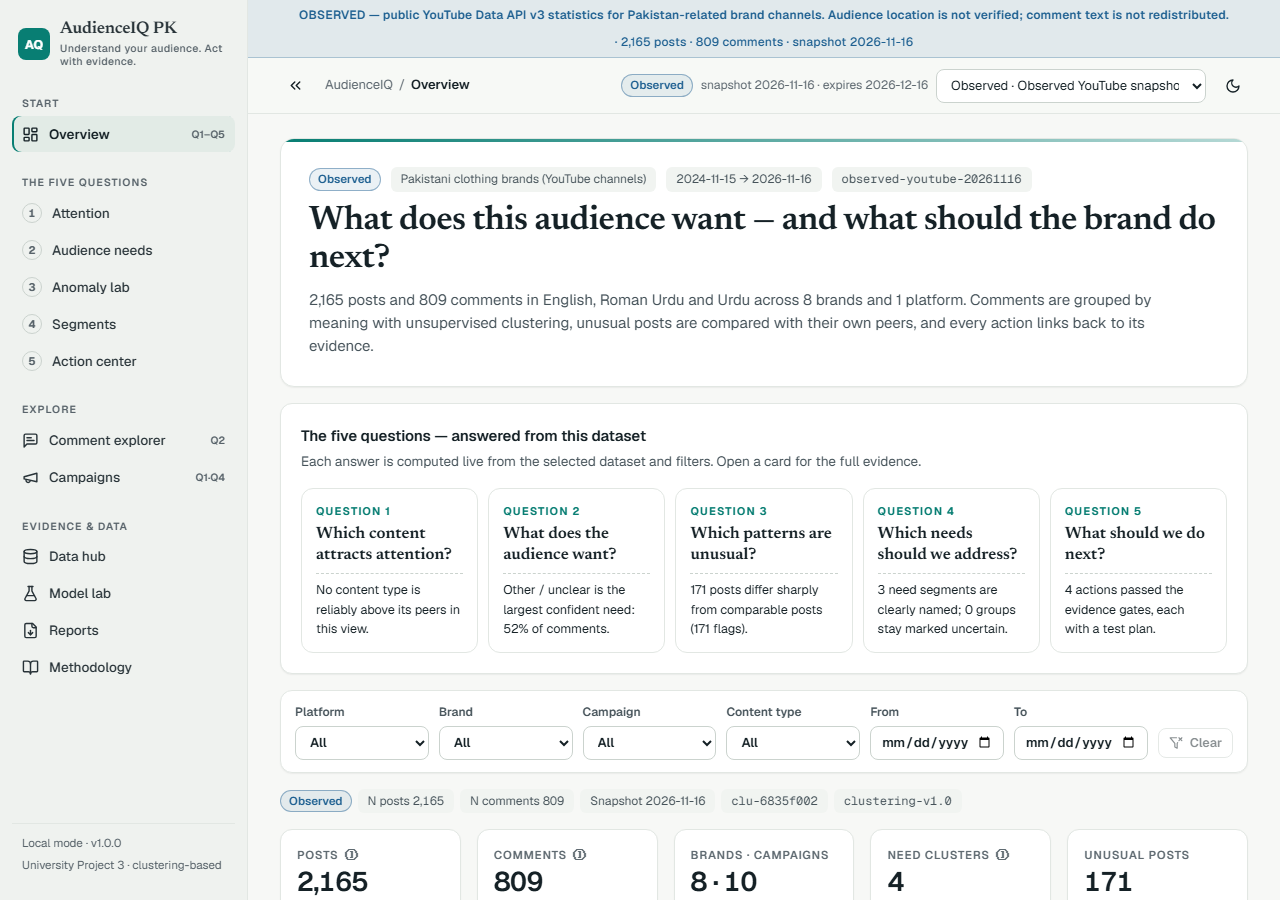 AQ
AudienceIQ PK
Understand your audience. Act
with evidence.
START
Overview Q1–Q5
THE FIVE QUESTIONS
1 Attention
2 Audience needs
3 Anomaly lab
4 Segments
5 Action center
EXPLORE
Comment explorer Q2
Campaigns Q1-Q4
EVIDENCE & DATA
Data hub
Model lab
Reports
Methodology
Local mode · v1.0.0
University Project 3 · clustering-based
OBSERVED — public YouTube Data API v3 statistics for Pakistan-related brand channels. Audience location is not verified; comment text is not redistributed.
· 2,165 posts · 809 comments · snapshot 2026-11-16
AudienceIQ / Overview
Observed snapshot 2026-11-16 · expires 2026-12-16 Observed · Observed YouTube snapsho
Observed Pakistani clothing brands (YouTube channels) 2024-11-15 → 2026-11-16 observed-youtube-20261116
What does this audience want — and what should the brand do
next?
2,165 posts and 809 comments in English, Roman Urdu and Urdu across 8 brands and 1 platform. Comments are grouped by
meaning with unsupervised clustering, unusual posts are compared with their own peers, and every action links back to its
evidence.
The five questions — answered from this dataset
Each answer is computed live from the selected dataset and filters. Open a card for the full evidence.
QUESTION 1
Which content
attracts attention?
No content type is
reliably above its peers in
this view.
QUESTION 2
What does the
audience want?
Other / unclear is the
largest confident need:
52% of comments.
QUESTION 3
Which patterns are
unusual?
171 posts differ sharply
from comparable posts
(171 flags).
QUESTION 4
Which needs
should we address?
3 need segments are
clearly named; 0 groups
stay marked uncertain.
QUESTION 5
What should we do
next?
4 actions passed the
evidence gates, each
with a test plan.
Platform Brand Campaign Content type From To
All All All All mm/dd/yyyy mm/dd/yyyy Clear
Observed N posts 2,165 N comments 809 Snapshot 2026-11-16 clu-6835f002 clustering-v1.0
POSTS COMMENTS BRANDS · CAMPAIGNS NEED CLUSTERS UNUSUAL POSTS
2,165 809 8 · 10 4 171